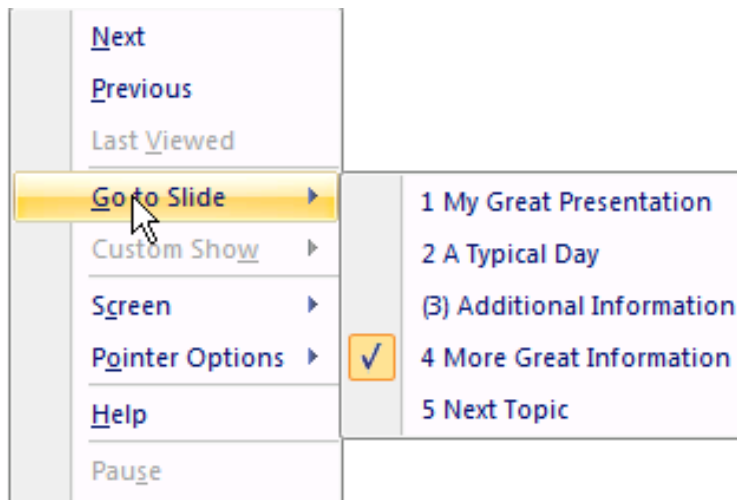 Next
Previous
Last Viewed
Go to Slide
Custom Show
Screen
Pointer Options
Help
Pause
1 My Great Presentation
2 A Typical Day
(3) Additional Information
4 More Great Information
5 Next Topic